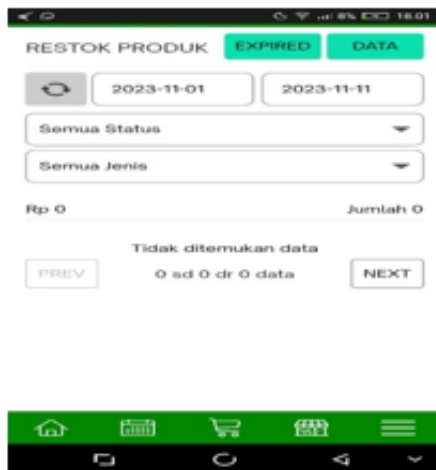 8% 18.01
RESTOK PRODUK EXPIRED DATA
2023-11-01 2023-11-11
Semua Status
Semua Jenis
Rp 0 Jumlah 0
Tidak ditemukan data
PREV 0 sd 0 dr 0 data NEXT